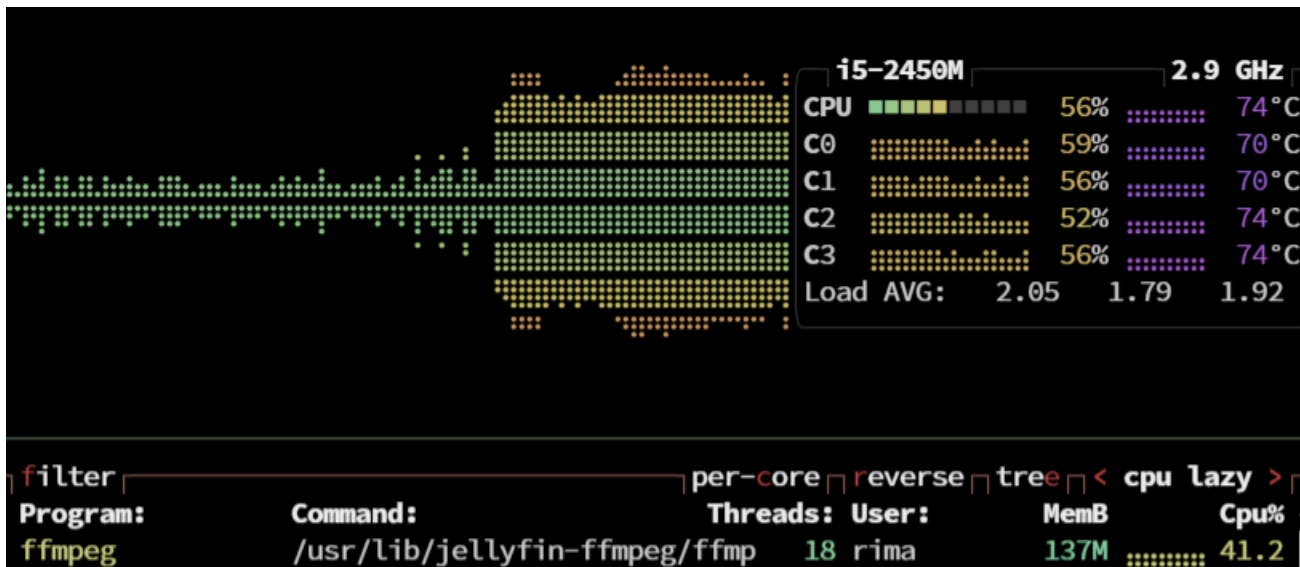 i5-2450M 2.9 GHz
CPU 56% 74°C
C0 59% 70°C
C1 56% 70°C
C2 52% 74°C
C3 56% 74°C
Load AVG: 2.05 1.79 1.92
filter per-core reverse tree < cpu lazy >
Program: Command: Threads: User: MemB Cpu%
ffmpeg /usr/lib/jellyfin-ffmpeg/ffmp 18 rima 137M 41.2